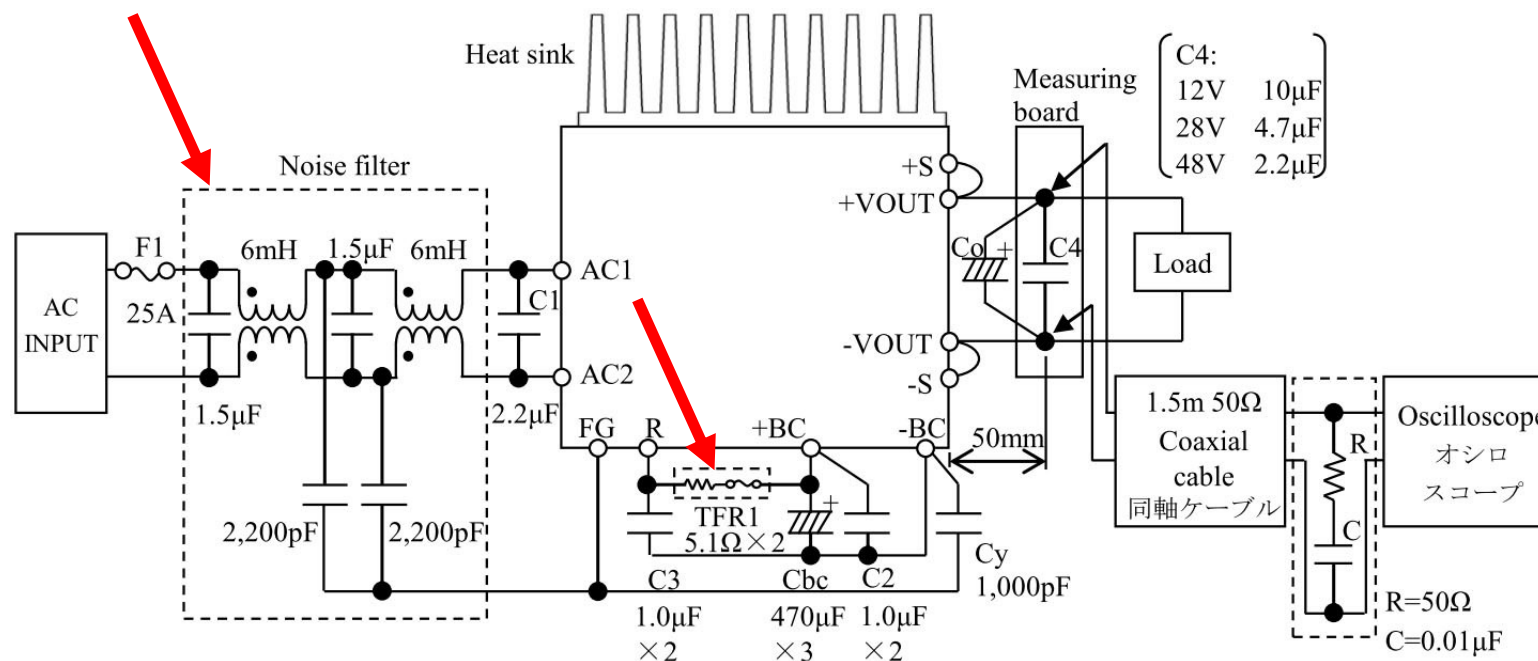 Heat sink
Measuring
board
C4:
12V 10μF
28V 4.7μF
48V 2.2μF
Noise filter
+S
+VOUT
F1
6mH
1.5μF
6mH
AC1
C1
Co
+
C4
Load
AC
INPUT
25A
AC2
-VOUT
-S
1.5μF
2.2μF
FG
R
+BC
-BC
50mm
1.5m 50Ω
Coaxial
cable
同軸ケーブル
R
C
Oscilloscope
オシロ
スコープ
2,200pF
2,200pF
TFR1
5.1Ω×2
+
C3
1.0μF
×2
Cbc
470μF
×3
C2
1.0μF
×2
Cy
1,000pF
R=50Ω
C=0.01μF